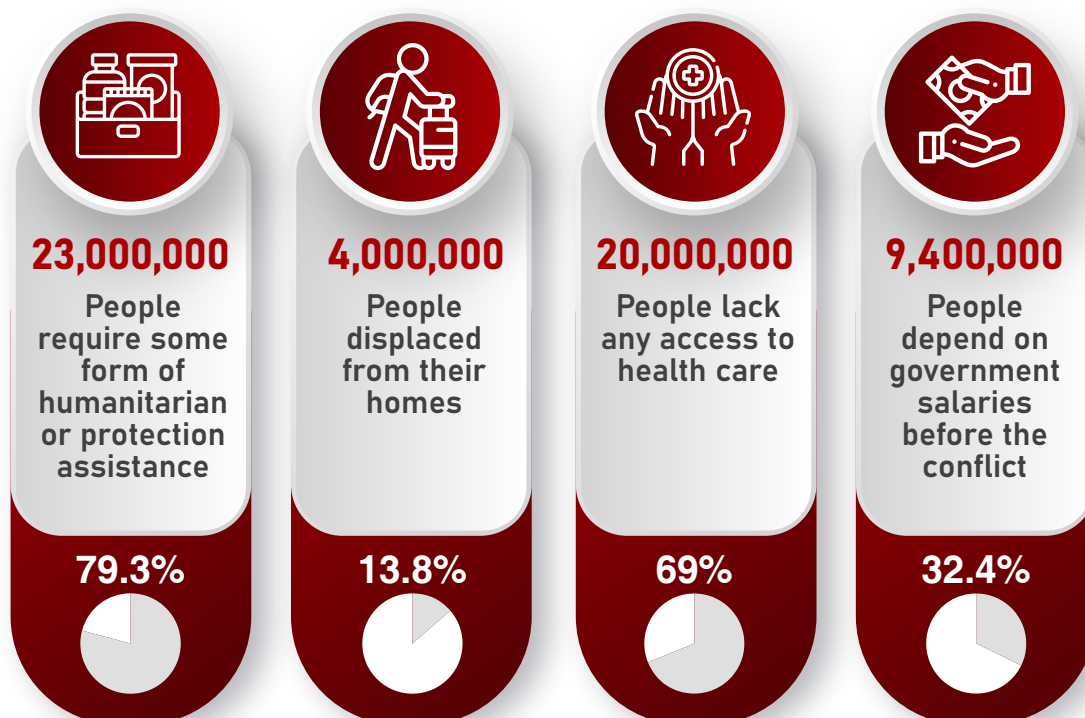 23,000,000
People
require some
form of
humanitarian
or protection
assistance
79.3%
4,000,000
People
displaced
from their
homes
13.8%
20,000,000
People lack
any access to
health care
69%
9,400,000
People
depend on
government
salaries
before the
conflict
32.4%